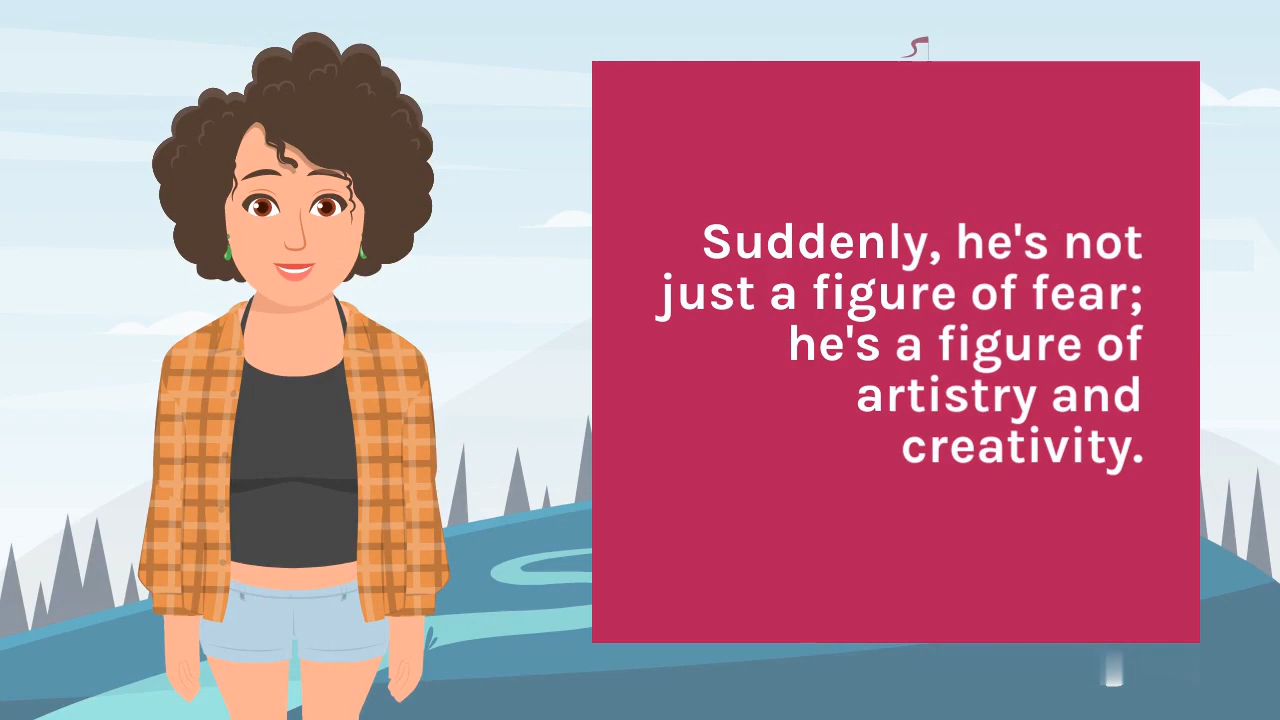 Suddenly, he's not
just a figure of fear;
he's a figure of
artistry and
creativity.